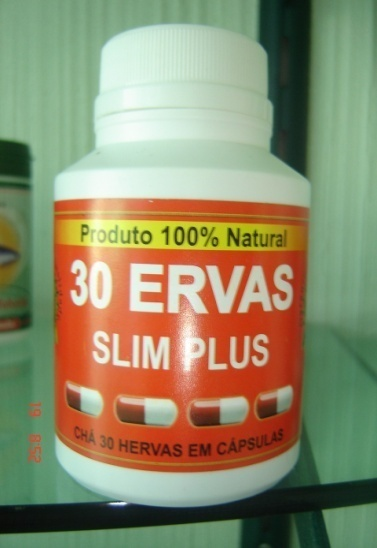 Produto 100% Natural
30 ERVAS
SLIM PLUS
CHÁ 30 HERVAS EM CÁPSULAS